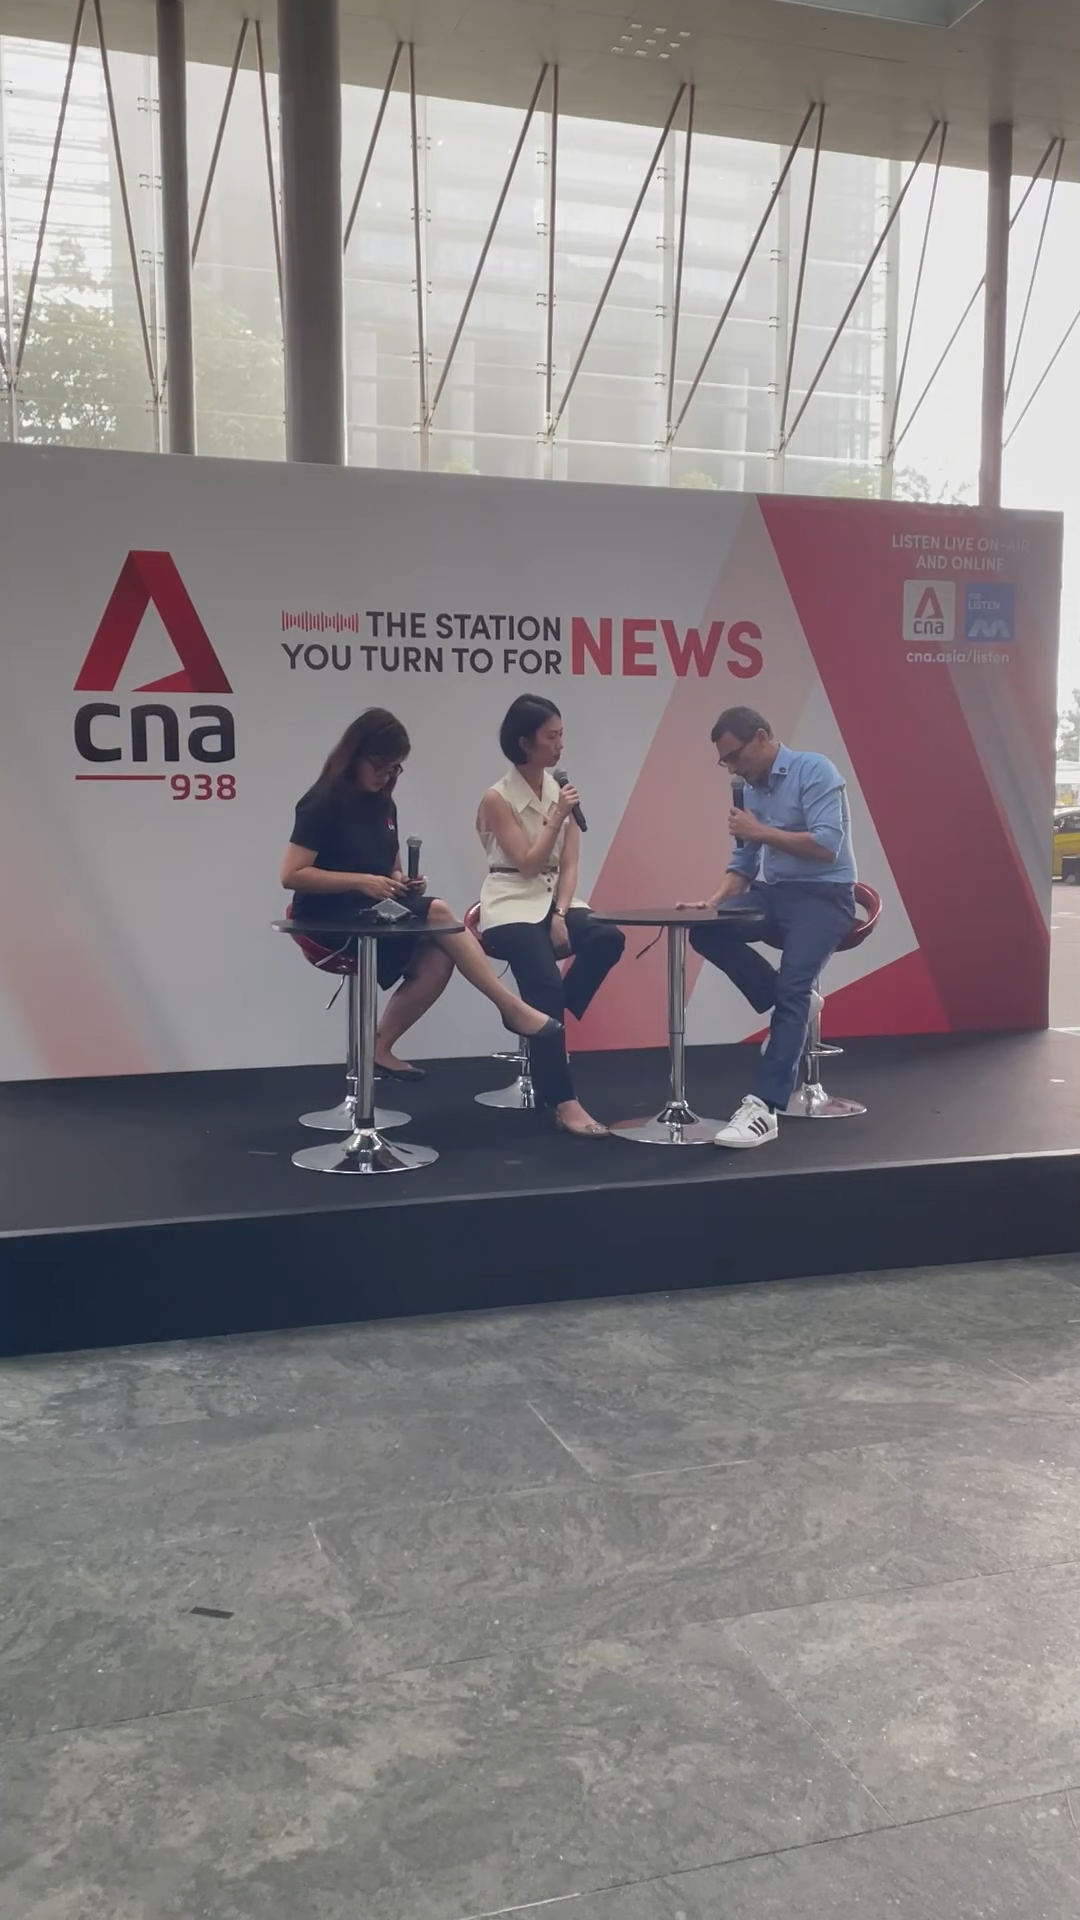 cna
938
THE STATION
YOU TURN TO FOR NEWS
LISTEN LIVE ON-AIR
AND ONLINE
cna
LISTEN
cna.asia/listen